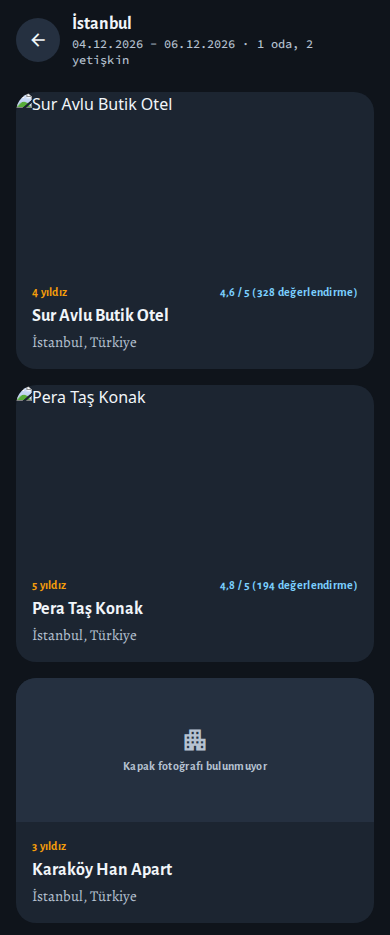 İstanbul
04.12.2026 – 06.12.2026 · 1 oda, 2
yetişkin
Sur Avlu Butik Otel
4 yıldız
4,6 / 5 (328 değerlendirme)
Sur Avlu Butik Otel
İstanbul, Türkiye
Pera Taş Konak
5 yıldız
4,8 / 5 (194 değerlendirme)
Pera Taş Konak
İstanbul, Türkiye
Kapak fotoğrafı bulunmuyor
3 yıldız
Karaköy Han Apart
İstanbul, Türkiye